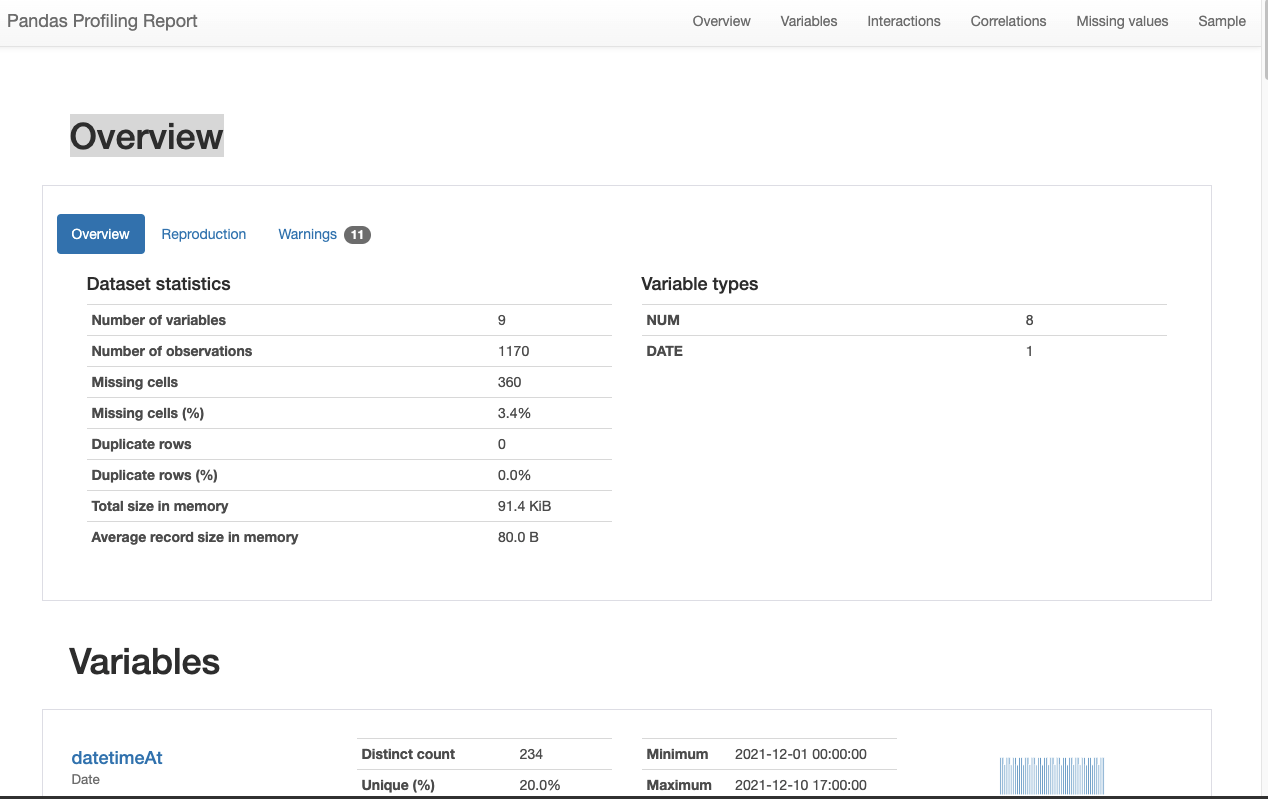 Pandas Profiling Report Overview Variables Interactions Correlations Missing values Sample
Overview
Overview Reproduction Warnings 11
Dataset statistics
Number of variables 9
Number of observations 1170
Missing cells 360
Missing cells (%) 3.4%
Duplicate rows 0
Duplicate rows (%) 0.0%
Total size in memory 91.4 KiB
Average record size in memory 80.0 B
Variable types
NUM 8
DATE 1
Variables
datetimeAt
Date
Distinct count 234
Unique (%) 20.0%
Minimum 2021-12-01 00:00:00
Maximum 2021-12-10 17:00:00